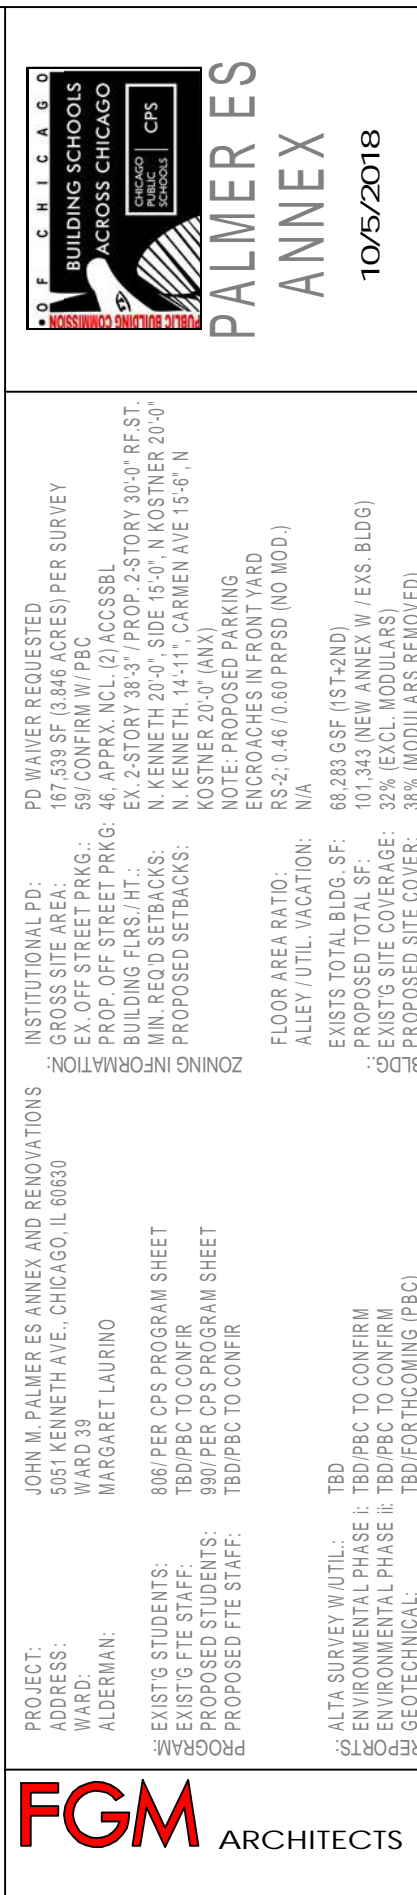 • O F C H I C A G O
BUILDING SCHOOLS
ACROSS CHICAGO
CHICAGO
PUBLIC
SCHOOLS
CPS
PUBLIC BUILDING COMMISSION
PALMER ES
ANNEX
10/5/2018
PROJECT: JOHN M. PALMER ES ANNEX AND RENOVATIONS
ADDRESS: 5051 KENNETH AVE., CHICAGO, IL 60630
WARD: WARD 39
ALDERMAN: MARGARET LAURINO
PROGRAM:
EXIST'G STUDENTS: 806/ PER CPS PROGRAM SHEET
EXIST'G FTE STAFF: TBD/PBC TO CONFIR
PROPOSED STUDENTS: 990/ PER CPS PROGRAM SHEET
PROPOSED FTE STAFF: TBD/PBC TO CONFIR
REPORTS:
ALTA SURVEY W/UTIL.: TBD
ENVIRONMENTAL PHASE i: TBD/PBC TO CONFIRM
ENVIRONMENTAL PHASE ii: TBD/PBC TO CONFIRM
GEOTECHNICAL: TBD/FORTHCOMING (PBC)
ZONING INFORMATION:
INSTITUTIONAL PD: PD WAIVER REQUESTED
GROSS SITE AREA: 167,539 SF (3.846 ACRES) PER SURVEY
EX. OFF STREET PRKG.: 59/ CONFIRM W/ PBC
PROP. OFF STREET PRKG: 46, APPRX. NCL. (2) ACCSSBL
BUILDING FLRS./HT.: EX. 2-STORY 38'-3" / PROP. 2-STORY 30'-0" RF.ST.
MIN. REQ'D SETBACKS: N. KENNETH 20'-0", SIDE 15'-0", N KOSTNER 20'-0"
PROPOSED SETBACKS: N. KENNETH. 14'-11", CARMEN AVE 15'-6", N
KOSTNER 20'-0" (ANX)
NOTE: PROPOSED PARKING
ENCROACHES IN FRONT YARD
FLOOR AREA RATIO: RS-2; 0.46 / 0.60 PRPSD (NO MOD.)
ALLEY / UTIL. VACATION: N/A
BLDG.:
EXISTS TOTAL BLDG. SF: 68,283 GSF (1ST+2ND)
PROPOSED TOTAL SF: 101,343 (NEW ANNEX W / EXS. BLDG)
EXIST'G SITE COVERAGE: 32% (EXCL. MODULARS)
PROPOSED SITE COVER: 38% (MODULARS REMOVED)
FGM ARCHITECTS